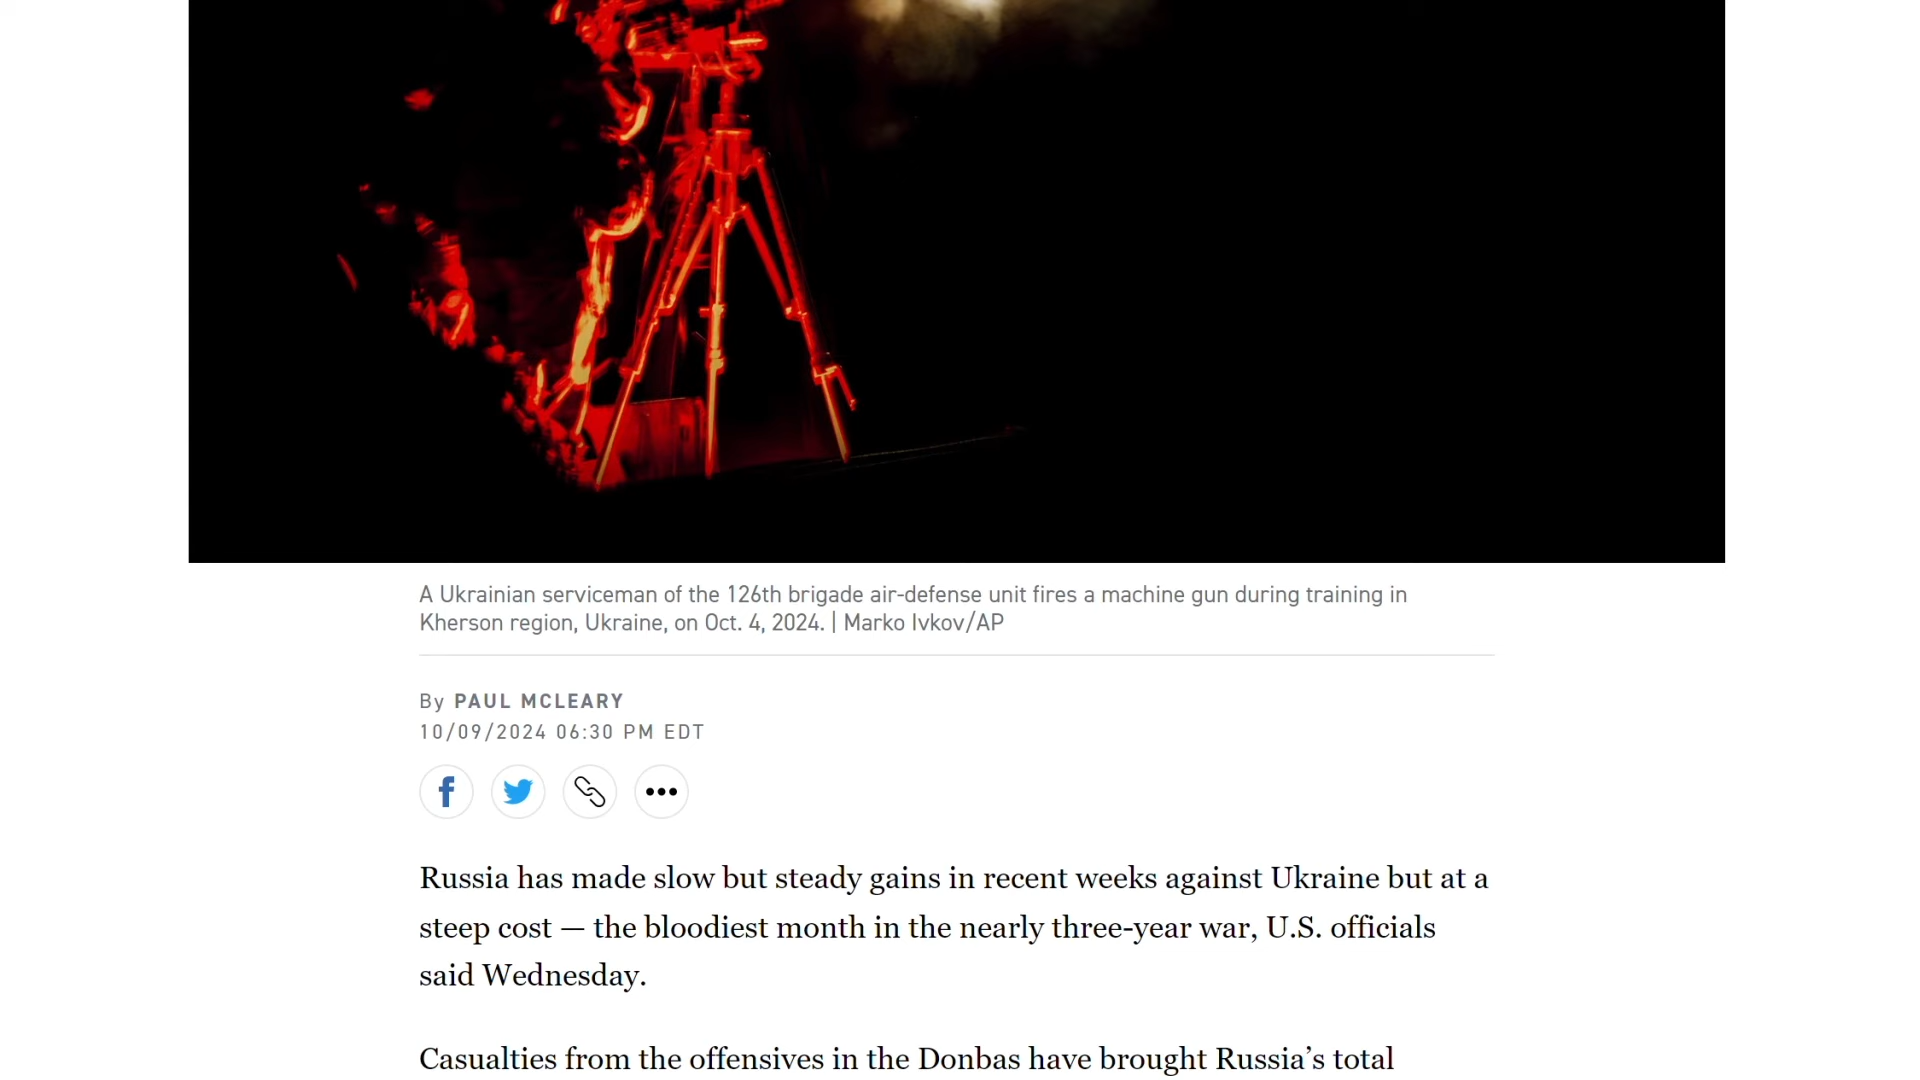 A Ukrainian serviceman of the 126th brigade air-defense unit fires a machine gun during training in
Kherson region, Ukraine, on Oct. 4, 2024. | Marko Ivkov/AP
By PAUL MCLEARY
10/09/2024 06:30 PM EDT
Russia has made slow but steady gains in recent weeks against Ukraine but at a
steep cost — the bloodiest month in the nearly three-year war, U.S. officials
said Wednesday.
Casualties from the offensives in the Donbas have brought Russia’s total